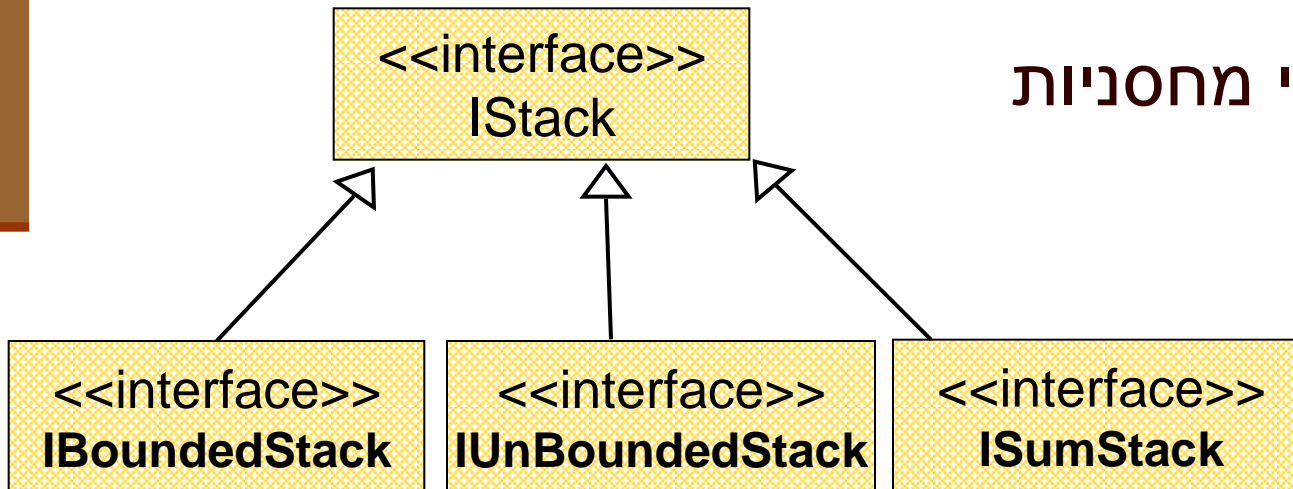 י מחסניות
<<interface>>
IStack
<<interface>>
IBoundedStack
<<interface>>
IUnBoundedStack
<<interface>>
ISumStack